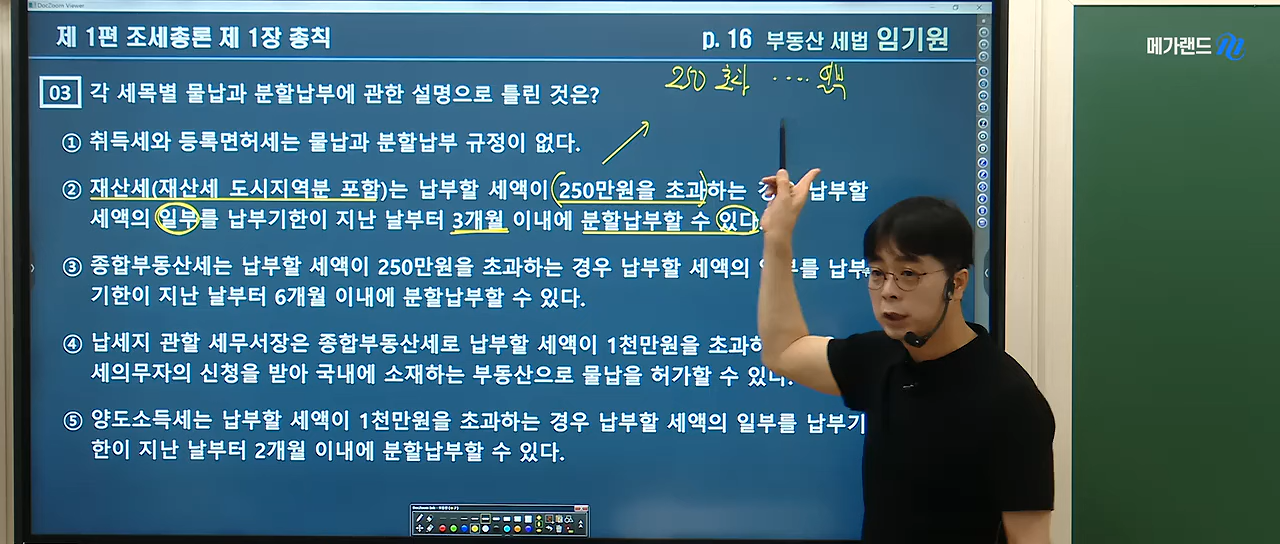 DocZoom Viewer
제 1편 조세총론 제 1장 총칙
p. 16 부동산 세법 임기원
메가랜드
250 초과 ....
03 각 세목별 물납과 분할납부에 관한 설명으로 틀린 것은?
① 취득세와 등록면허세는 물납과 분할납부 규정이 없다.
② 재산세(재산세 도시지역분 포함)는 납부할 세액이 250만원을 초과하는 경 납부할
세액의 일부를 납부기한이 지난 날부터 3개월 이내에 분할납부할 수 있다.
③ 종합부동산세는 납부할 세액이 250만원을 초과하는 경우 납부할 세액의 일부를 납부
기한이 지난 날부터 6개월 이내에 분할납부할 수 있다.
④ 납세지 관할 세무서장은 종합부동산세로 납부할 세액이 1천만원을 초과하
세의무자의 신청을 받아 국내에 소재하는 부동산으로 물납을 허가할 수 있다.
⑤ 양도소득세는 납부할 세액이 1천만원을 초과하는 경우 납부할 세액의 일부를 납부기
한이 지난 날부터 2개월 이내에 분할납부할 수 있다.